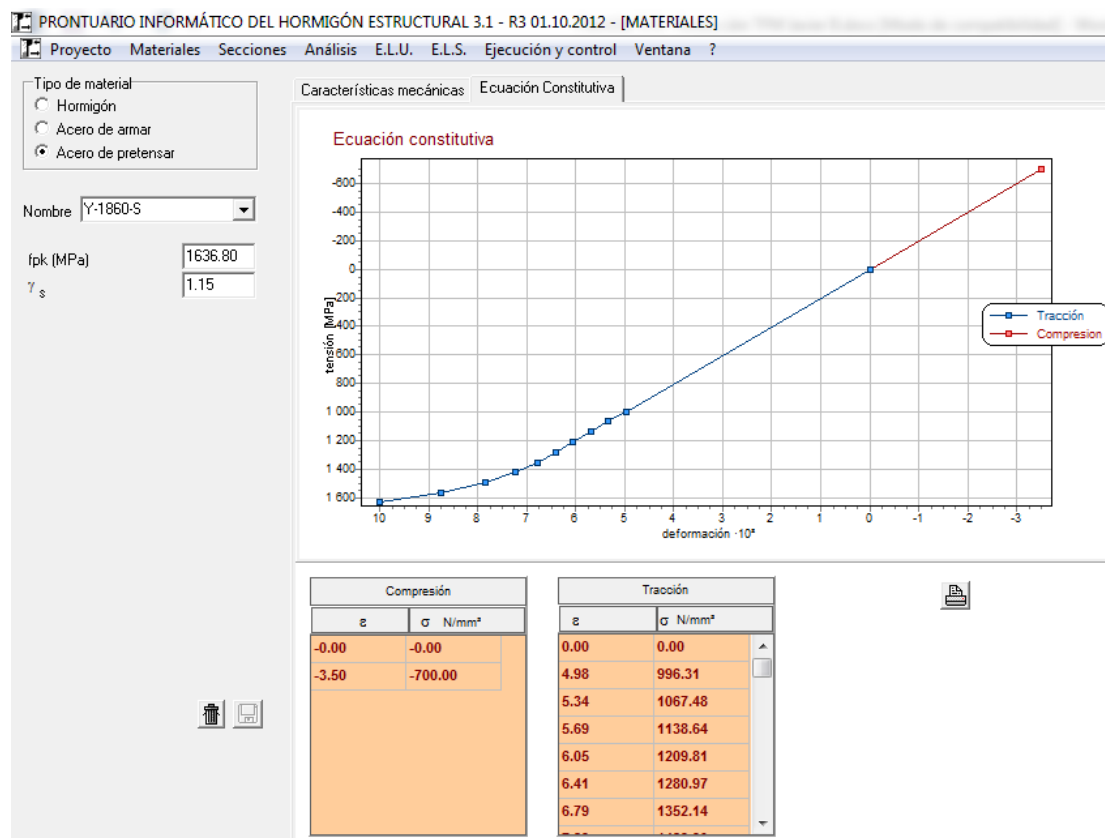 PRONTUARIO INFORMÁTICO DEL HORMIGÓN ESTRUCTURAL 3.1 - R3 01.10.2012 - [MATERIALES]
Proyecto Materiales Secciones Análisis E.L.U. E.L.S. Ejecución y control Ventana ?
Tipo de material
Hormigón
Acero de armar
Acero de pretensar
Nombre Y-1860-S
fpk (MPa) 1636.80
γ s 1.15
Características mecánicas Ecuación Constitutiva
Ecuación constitutiva
tensión [MPa]
-600
-400
-200
0
200
400
600
800
1 000
1 200
1 400
1 600
10 9 8 7 6 5 4 3 2 1 0 -1 -2 -3
deformación ·10³
Tracción
Compresion
Compresión
ε σ N/mm²
-0.00 -0.00
-3.50 -700.00
Tracción
ε σ N/mm²
0.00 0.00
4.98 996.31
5.34 1067.48
5.69 1138.64
6.05 1209.81
6.41 1280.97
6.79 1352.14